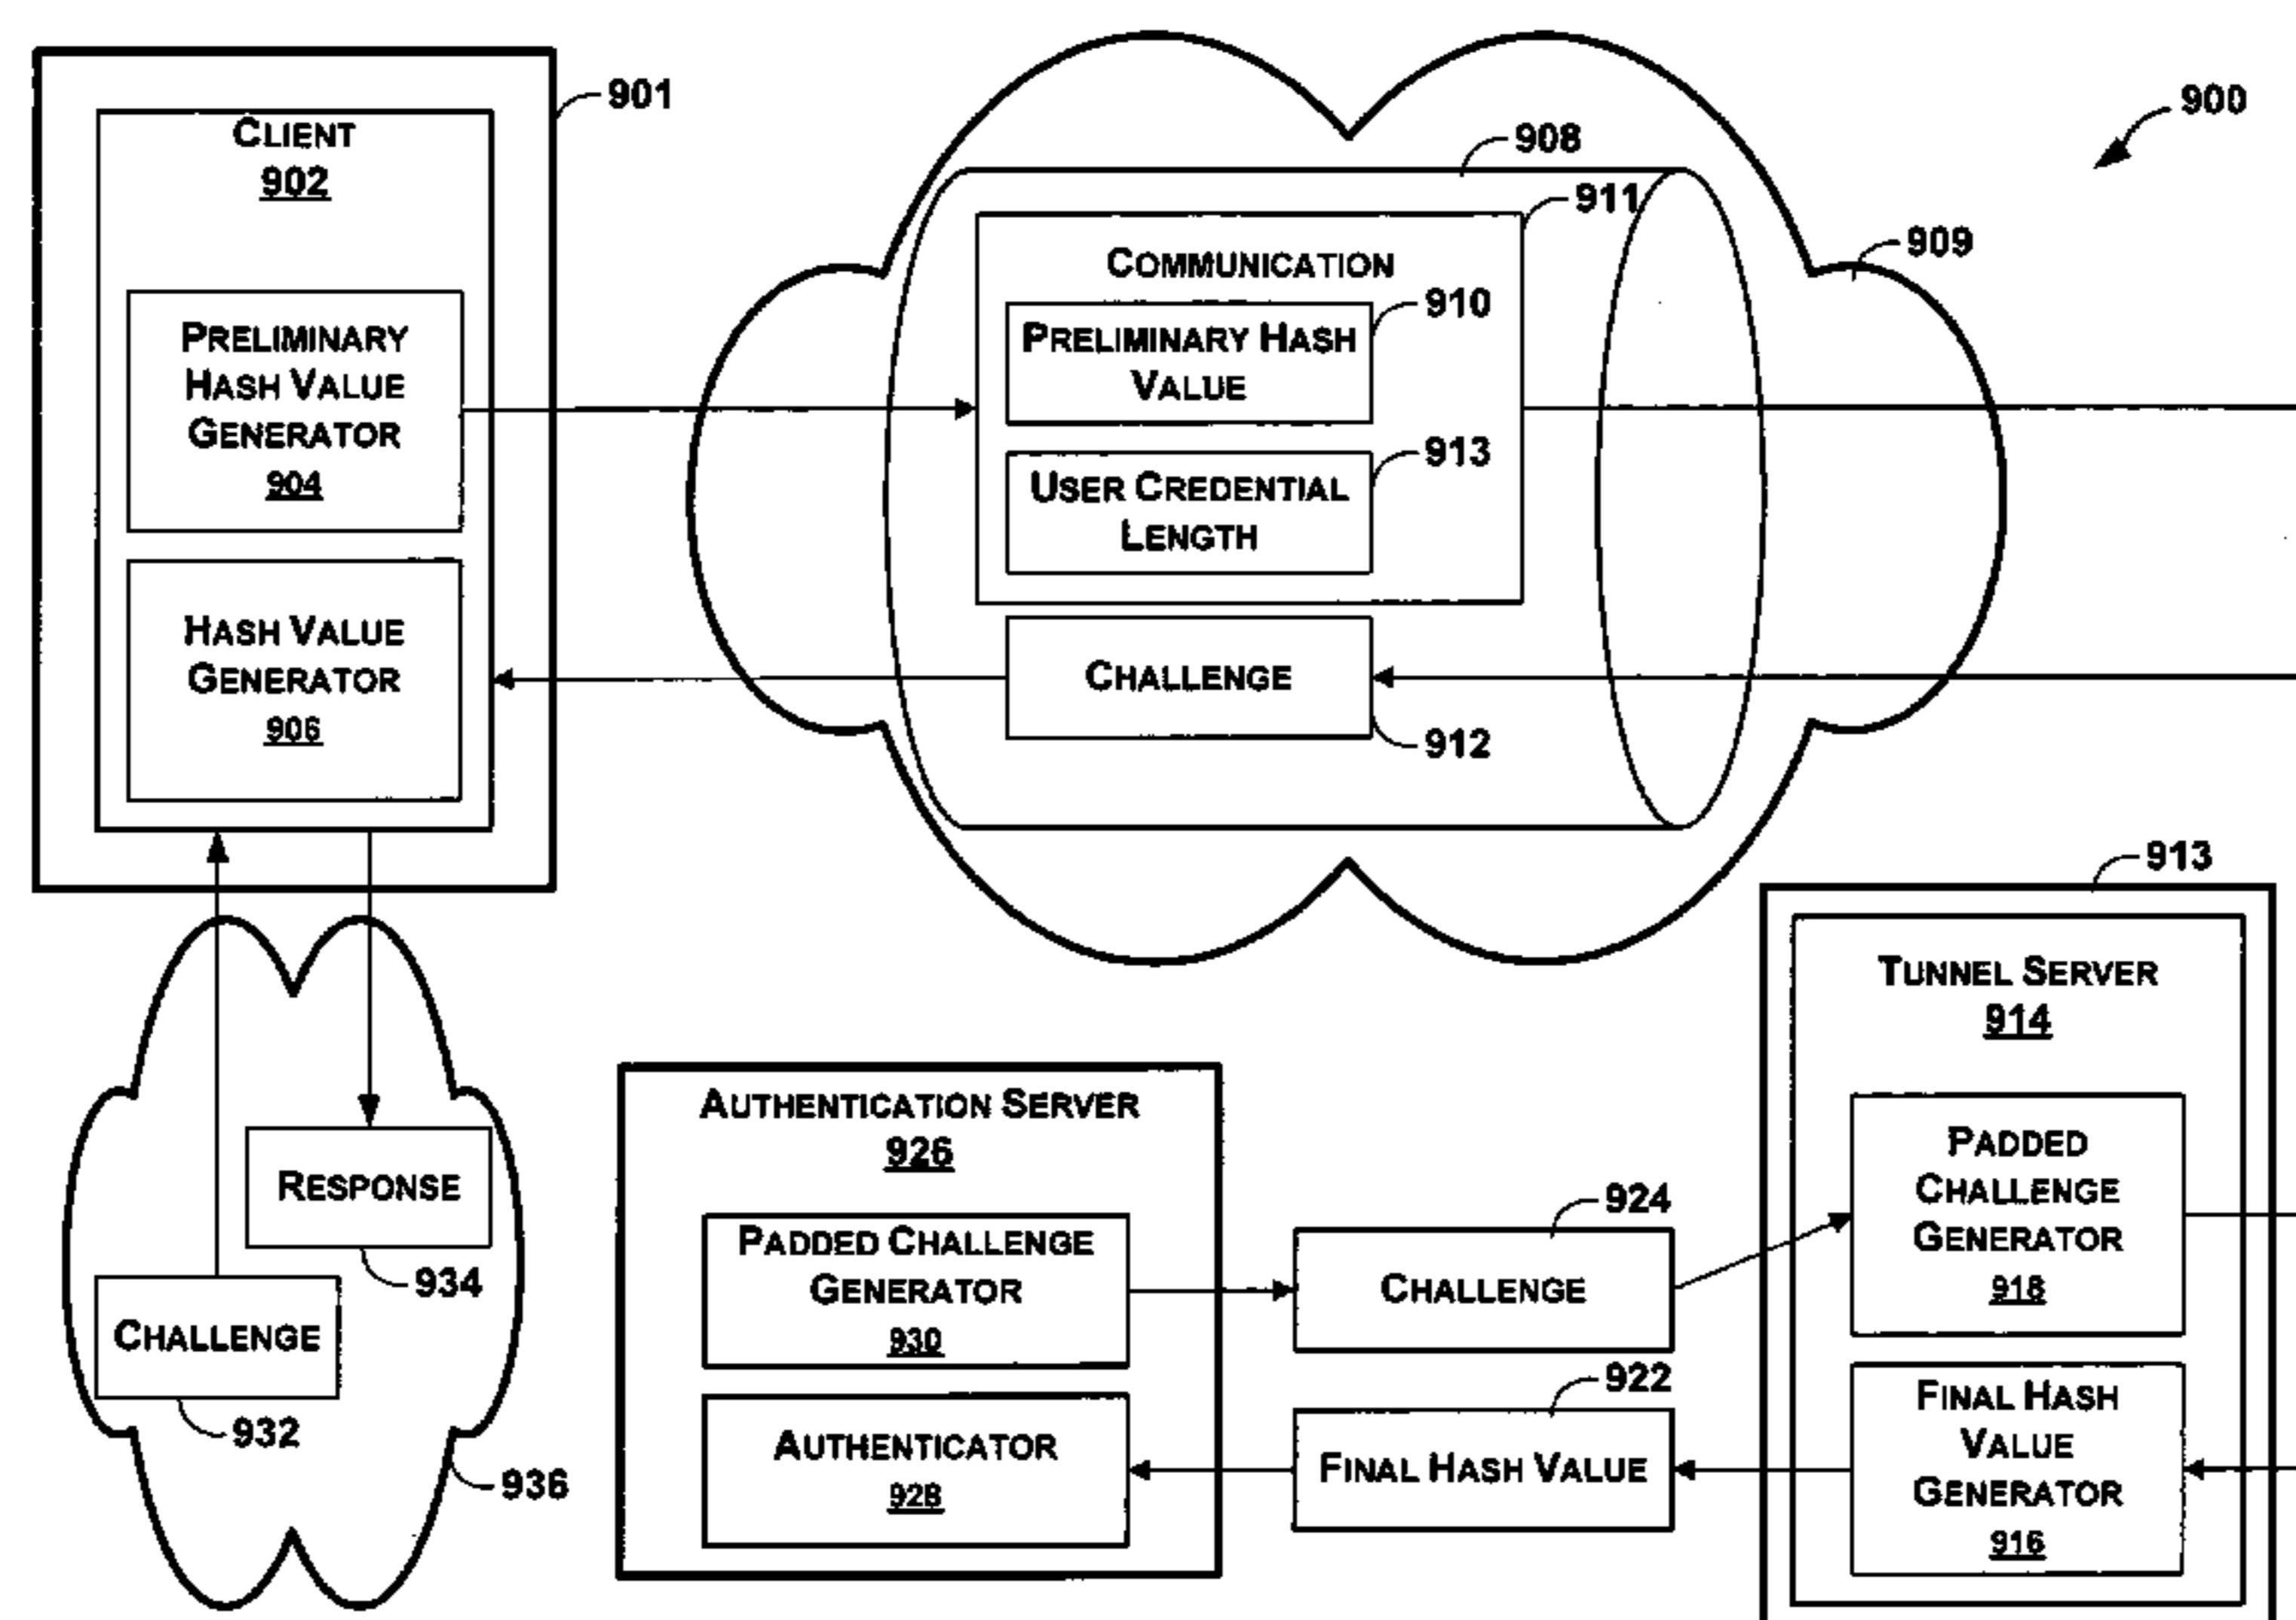 901
CLIENT
902
PRELIMINARY
HASH VALUE
GENERATOR
904
HASH VALUE
GENERATOR
906
900
908
911
909
COMMUNICATION
910
PRELIMINARY HASH
VALUE
913
USER CREDENTIAL
LENGTH
CHALLENGE
912
913
TUNNEL SERVER
914
PADDED
CHALLENGE
GENERATOR
918
FINAL HASH
VALUE
GENERATOR
916
AUTHENTICATION SERVER
926
PADDED CHALLENGE
GENERATOR
930
AUTHENTICATOR
928
924
CHALLENGE
922
FINAL HASH VALUE
RESPONSE
934
CHALLENGE
932
936